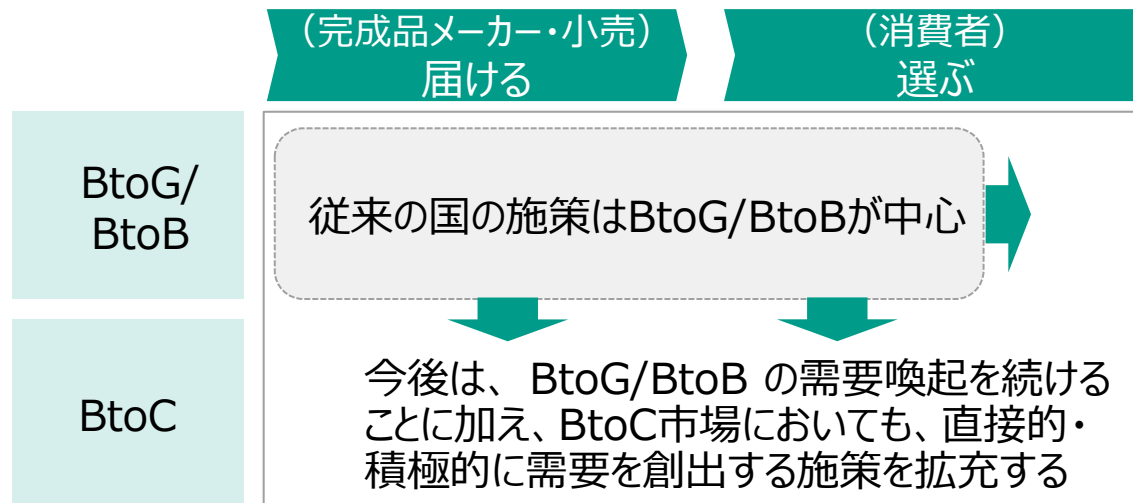 （完成品メーカー・小売）
届ける
（消費者）
選ぶ
BtoG/
BtoB
従来の国の施策はBtoG/BtoBが中心
BtoC
今後は、 BtoG/BtoB の需要喚起を続ける
ことに加え、BtoC市場においても、直接的・
積極的に需要を創出する施策を拡充する